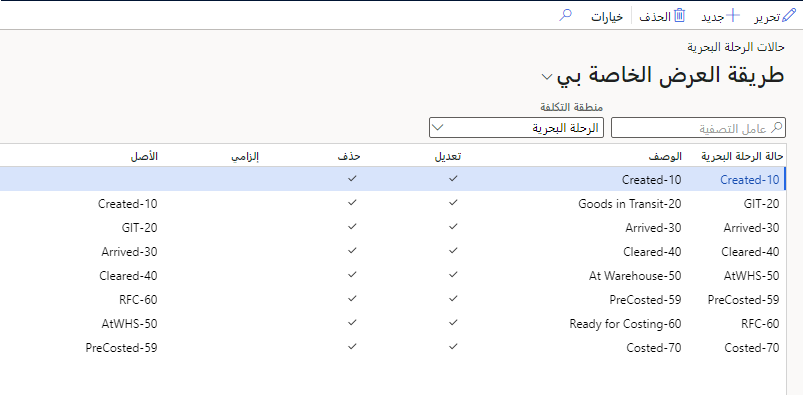 تحرير جديد الحذف خيارات
حالات الرحلة البحرية
طريقة العرض الخاصة بي
منطقة التكلفة
عامل التصفية الرحلة البحرية
حالة الرحلة البحرية الوصف تعديل حذف إلزامي الأصل
Created-10 Created-10
GIT-20 Goods in Transit-20 Created-10
Arrived-30 Arrived-30 GIT-20
Cleared-40 Cleared-40 Arrived-30
AtWHS-50 At Warehouse-50 Cleared-40
PreCosted-59 PreCosted-59 RFC-60
RFC-60 Ready for Costing-60 AtWHS-50
Costed-70 Costed-70 PreCosted-59